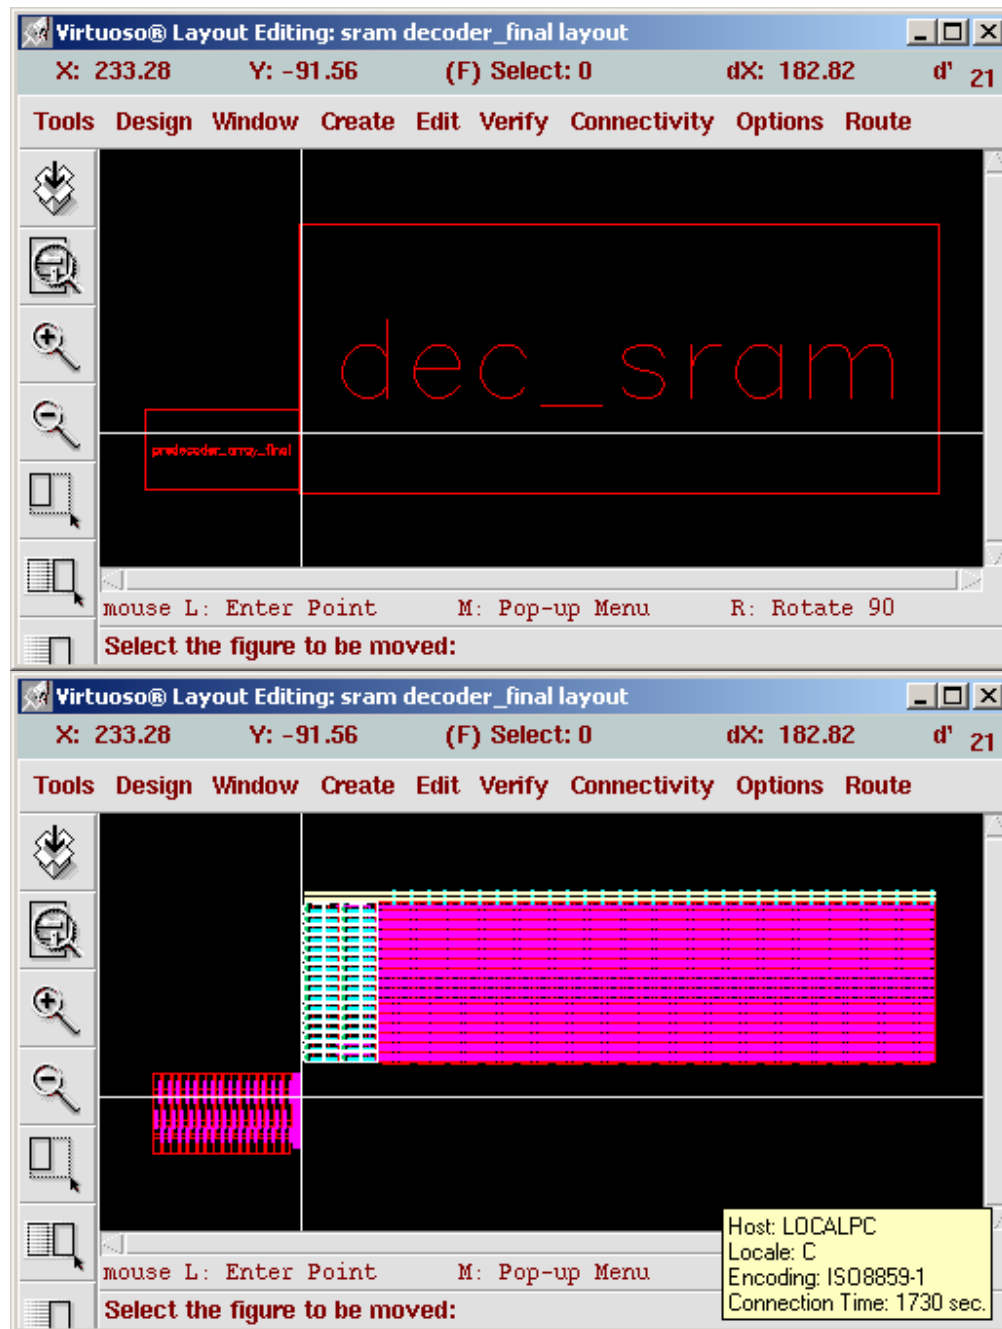 Virtuoso® Layout Editing: sram decoder_final layout
X: 233.28 Y: -91.56 (F) Select: 0 dX: 182.82 d' 21
Tools Design Window Create Edit Verify Connectivity Options Route
dec_sram
predecoder_array_final
mouse L: Enter Point M: Pop-up Menu R: Rotate 90
Select the figure to be moved:
Virtuoso® Layout Editing: sram decoder_final layout
X: 233.28 Y: -91.56 (F) Select: 0 dX: 182.82 d' 21
Tools Design Window Create Edit Verify Connectivity Options Route
mouse L: Enter Point M: Pop-up Menu
Select the figure to be moved:
Host: LOCALPC
Locale: C
Encoding: ISO8859-1
Connection Time: 1730 sec.